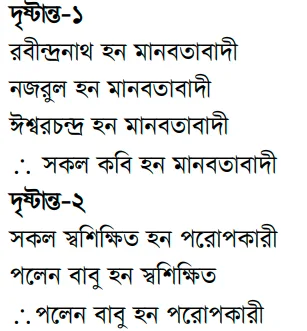 দৃষ্টান্ত-১
রবীন্দ্রনাথ হন মানবতাবাদী
নজরুল হন মানবতাবাদী
ঈশ্বরচন্দ্র হন মানবতাবাদী
∴ সকল কবি হন মানবতাবাদী
দৃষ্টান্ত-২
সকল স্বশিক্ষিত হন পরোপকারী
পলেন বাবু হন স্বশিক্ষিত
∴পলেন বাবু হন পরোপকারী